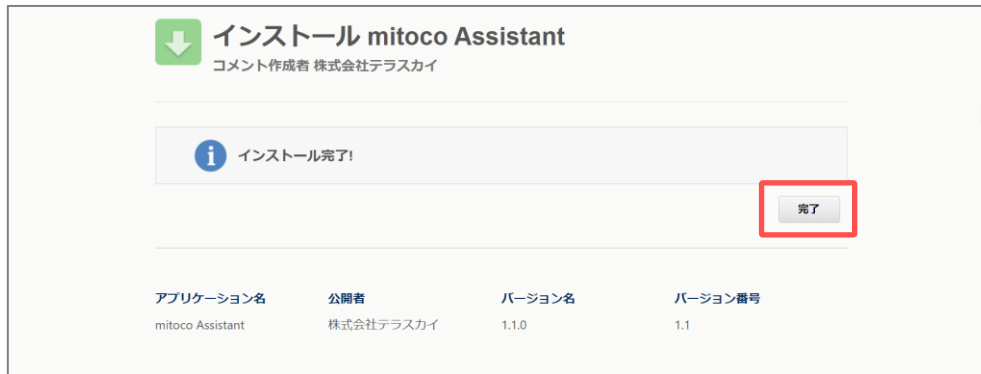 インストール mitoco Assistant
コメント作成者 株式会社テラスカイ
インストール完了!
完了
アプリケーション名 公開者 バージョン名 バージョン番号
mitoco Assistant 株式会社テラスカイ 1.1.0 1.1